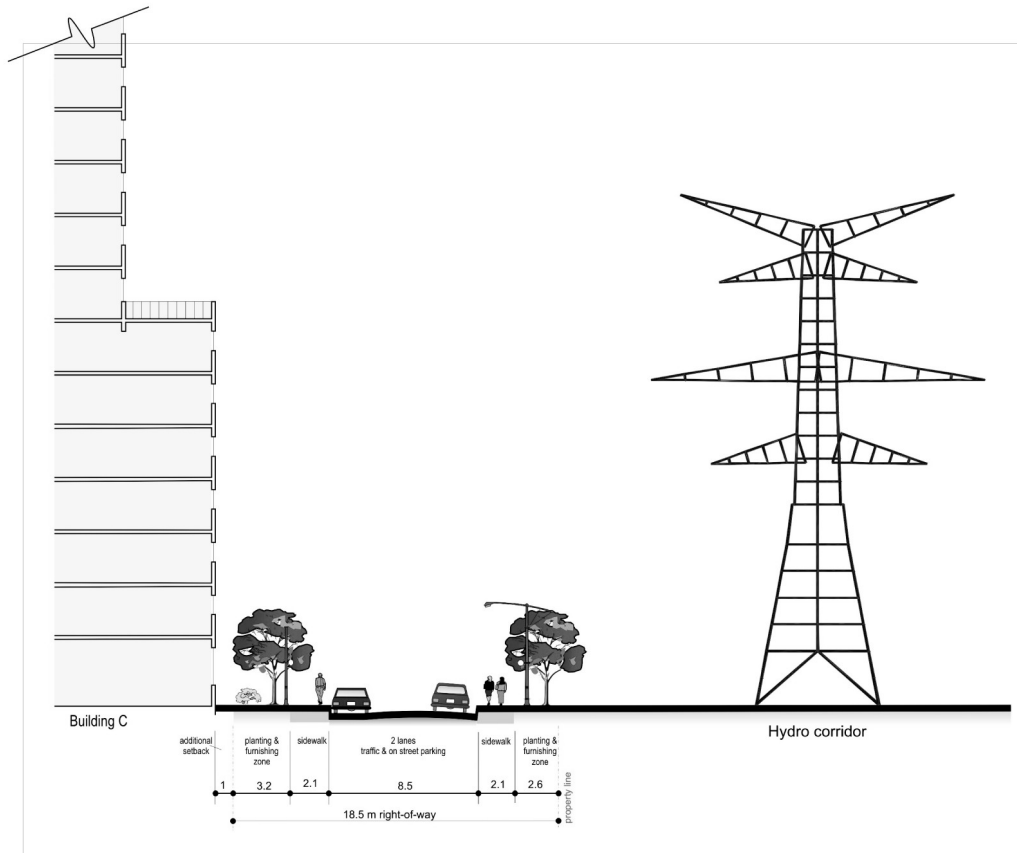 Building C
Hydro corridor
additional
setback
planting &
furnishing
zone
sidewalk
2 lanes
traffic & on street parking
sidewalk
planting &
furnishing
zone
1
3.2
2.1
8.5
2.1
2.6
property line
18.5 m right-of-way